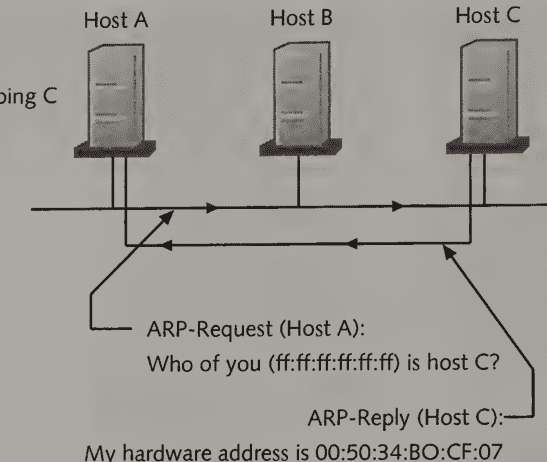 Host A
Host B
Host C
ping C
ARP-Request (Host A):
Who of you (ff:ff:ff:ff:ff:ff) is host C?
ARP-Reply (Host C):
My hardware address is 00:50:34:BO:CF:07